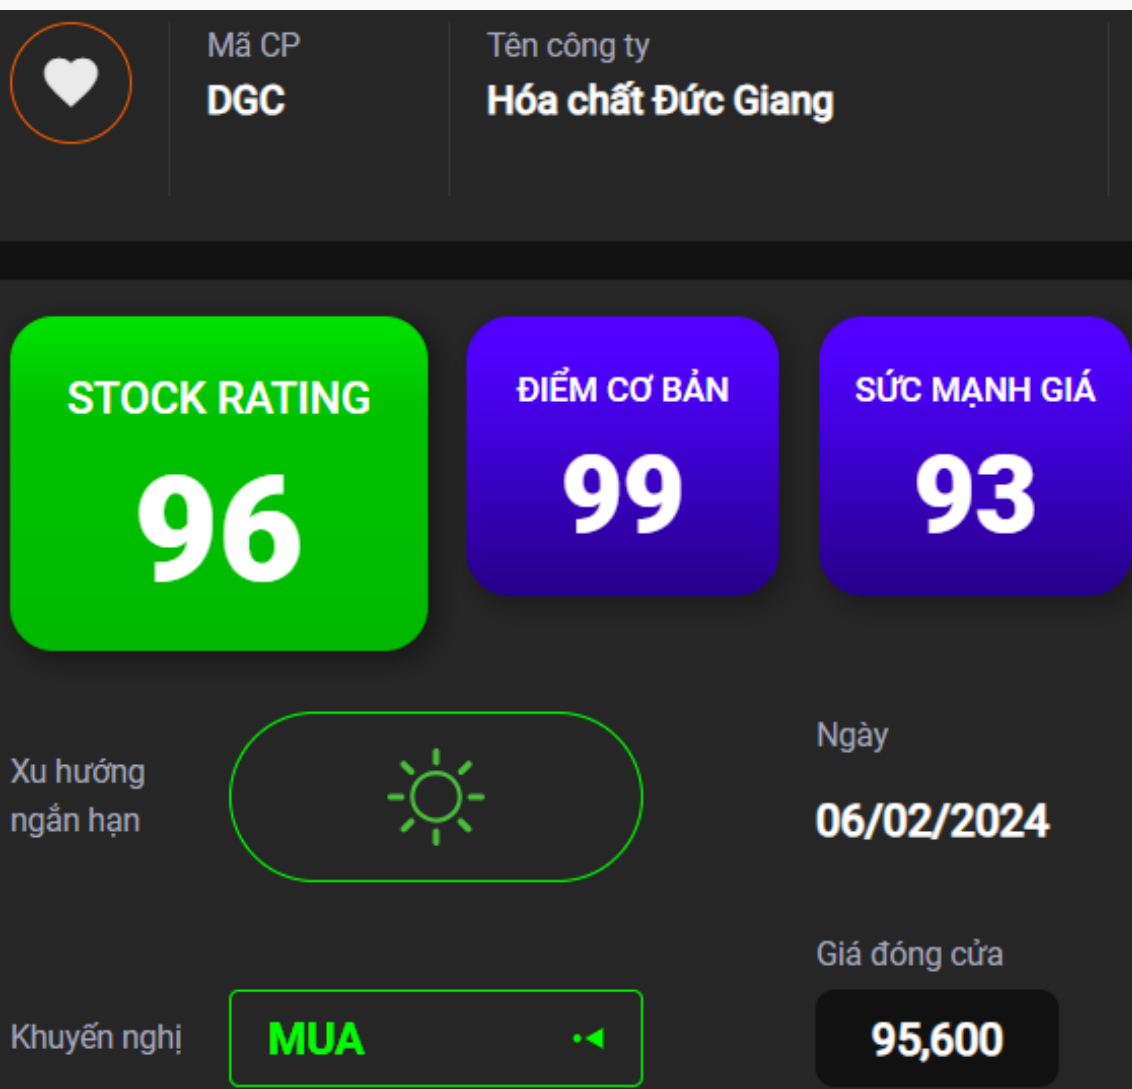 Mã CP
DGC
Tên công ty
Hóa chất Đức Giang
STOCK RATING
96
ĐIỂM CƠ BẢN
99
SỨC MẠNH GIÁ
93
Xu hướng
ngắn hạn
Ngày
06/02/2024
Khuyến nghị
MUA
Giá đóng cửa
95,600